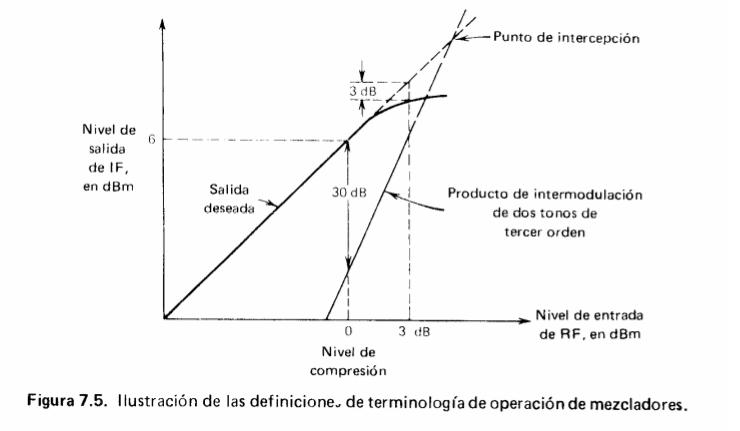 Punto de intercepción
3 dB
Nivel de
salida
de IF,
en dBm
6
Salida
deseada
30 dB
Producto de intermodulación
de dos tonos de
tercer orden
0
3 dB
Nivel de entrada
de RF, en dBm
Nivel de
compresión
Figura 7.5. Ilustración de las definiciones de terminología de operación de mezcladores.